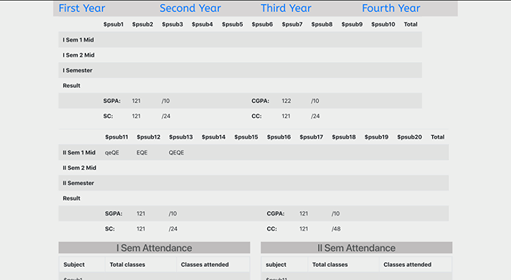 First Year Second Year Third Year Fourth Year
$psub1 $psub2 $psub3 $psub4 $psub5 $psub6 $psub7 $psub8 $psub9 $psub10 Total
I Sem 1 Mid
I Sem 2 Mid
I Semester
Result
SGPA: 121 /10 CGPA: 122 /10
SC: 121 /24 CC: 121 /24
$psub11 $psub12 $psub13 $psub14 $psub15 $psub16 $psub17 $psub18 $psub19 $psub20 Total
II Sem 1 Mid qeQE EQE QEQE
II Sem 2 Mid
II Semester
Result
SGPA: 121 /10 CGPA: 121 /10
SC: 121 /24 CC: 121 /48
I Sem Attendance II Sem Attendance
Subject Total classes Classes attended subject Total classes Classes attended